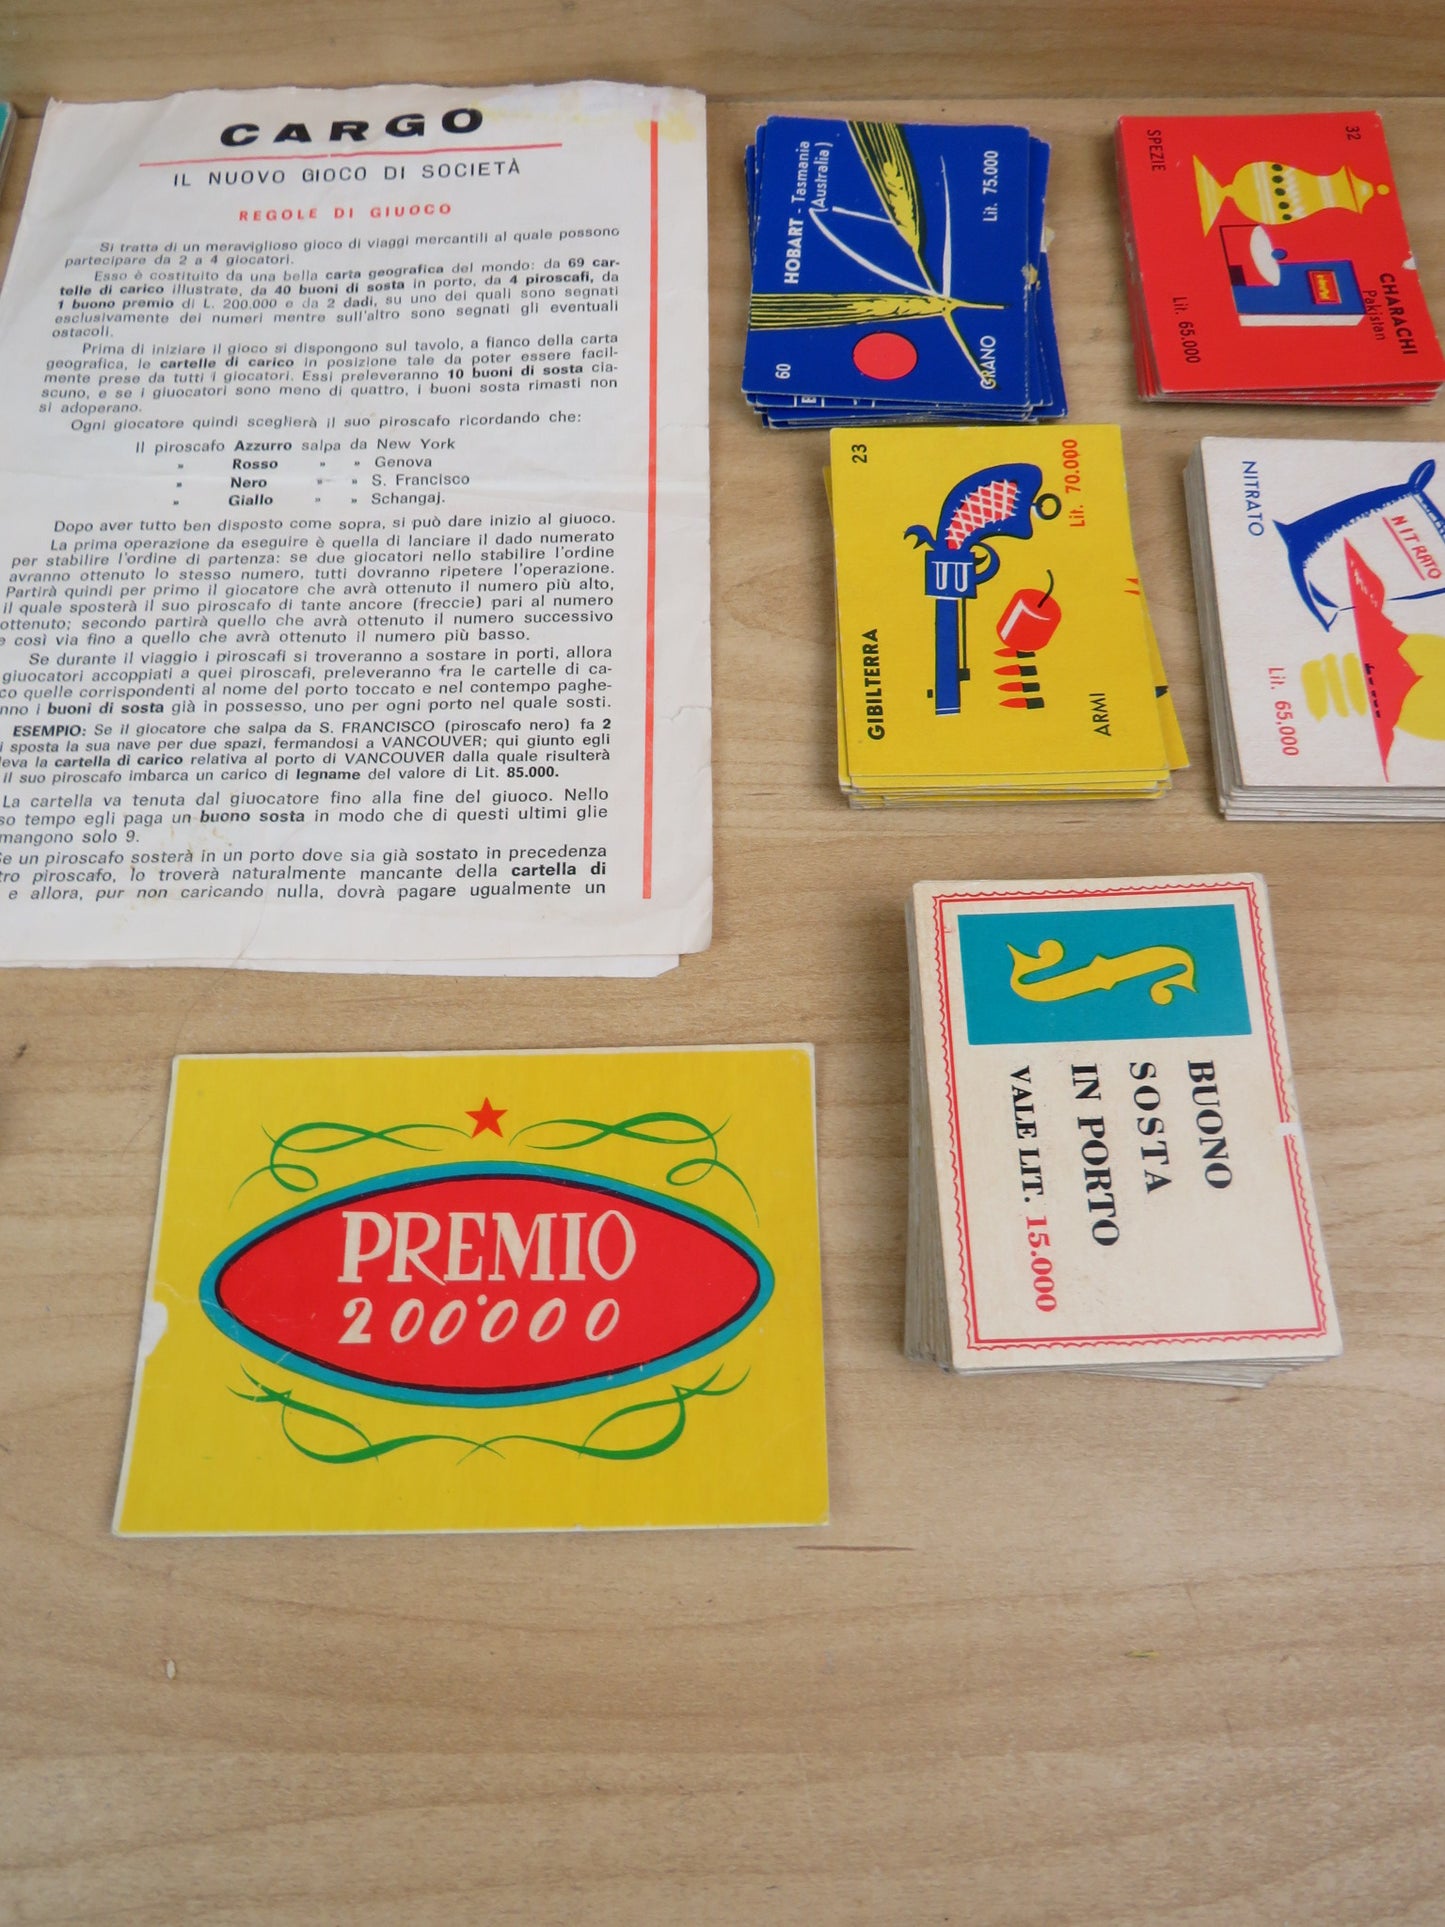 CARGO
IL NUOVO GIOCO DI SOCIETÀ
REGOLE DI GIUOCO
Si tratta di un meraviglioso gioco di viaggi mercantili al quale possono
partecipare da 2 a 4 giocatori.
Esso è costituito da una bella carta geografica del mondo: da 69 car-
telle di carico illustrate, da 40 buoni di sosta in porto, da 4 piroscafi, da
1 buono premio di L. 200.000 e da 2 dadi, su uno dei quali sono segnati
esclusivamente dei numeri mentre sull'altro sono segnati gli eventuali
ostacoli.
Prima di iniziare il gioco si dispongono sul tavolo, a fianco della carta
geografica, le cartelle di carico in posizione tale da poter essere facil-
mente prese da tutti i giocatori. Essi preleveranno 10 buoni di sosta cia-
scuno, e se i giuocatori sono meno di quattro, i buoni sosta rimasti non
si adoperano.
Ogni giocatore quindi sceglierà il suo piroscafo ricordando che:
Il piroscafo Azzurro salpa da New York
» Rosso » » Genova
» Nero » » S. Francisco
» Giallo » » Schangaj.
Dopo aver tutto ben disposto come sopra, si può dare inizio al giuoco.
La prima operazione da eseguire è quella di lanciare il dado numerato
per stabilire l'ordine di partenza: se due giocatori nello stabilire l'ordine
avranno ottenuto lo stesso numero, tutti dovranno ripetere l'operazione.
Partirà quindi per primo il giocatore che avrà ottenuto il numero più alto,
il quale sposterà il suo piroscafo di tante ancore (freccie) pari al numero
ottenuto; secondo partirà quello che avrà ottenuto il numero successivo
e così via fino a quello che avrà ottenuto il numero più basso.
Se durante il viaggio i piroscafi si troveranno a sostare in porti, allora
giuocatori accoppiati a quei piroscafi, preleveranno fra le cartelle di ca-
co quelle corrispondenti al nome del porto toccato e nel contempo paghe-
nno i buoni di sosta già in possesso, uno per ogni porto nel quale sosti.
ESEMPIO: Se il giocatore che salpa da S. FRANCISCO (piroscafo nero) fa 2
i sposta la sua nave per due spazi, fermandosi a VANCOUVER; qui giunto egli
leva la cartella di carico relativa al porto di VANCOUVER dalla quale risulterà
il suo piroscafo imbarca un carico di legname del valore di Lit. 85.000.
La cartella va tenuta dal giuocatore fino alla fine del giuoco. Nello
so tempo egli paga un buono sosta in modo che di questi ultimi glie
mangono solo 9.
Se un piroscafo sosterà in un porto dove sia già sostato in precedenza
tro piroscafo, lo troverà naturalmente mancante della cartella di
e allora, pur non caricando nulla, dovrà pagare ugualmente un
HOBART - Tasmania
(Australia)
Lit. 75.000
60
GRANO
SPEZIE
32
CHARACHI
Pakistan
Lit. 65.000
23
Lit. 70.000
GIBILTERRA
ARMI
NITRATO
NITRATO
Lit. 65,000
BUONO
SOSTA
IN PORTO
VALE LIT. 15.000
PREMIO
200.000